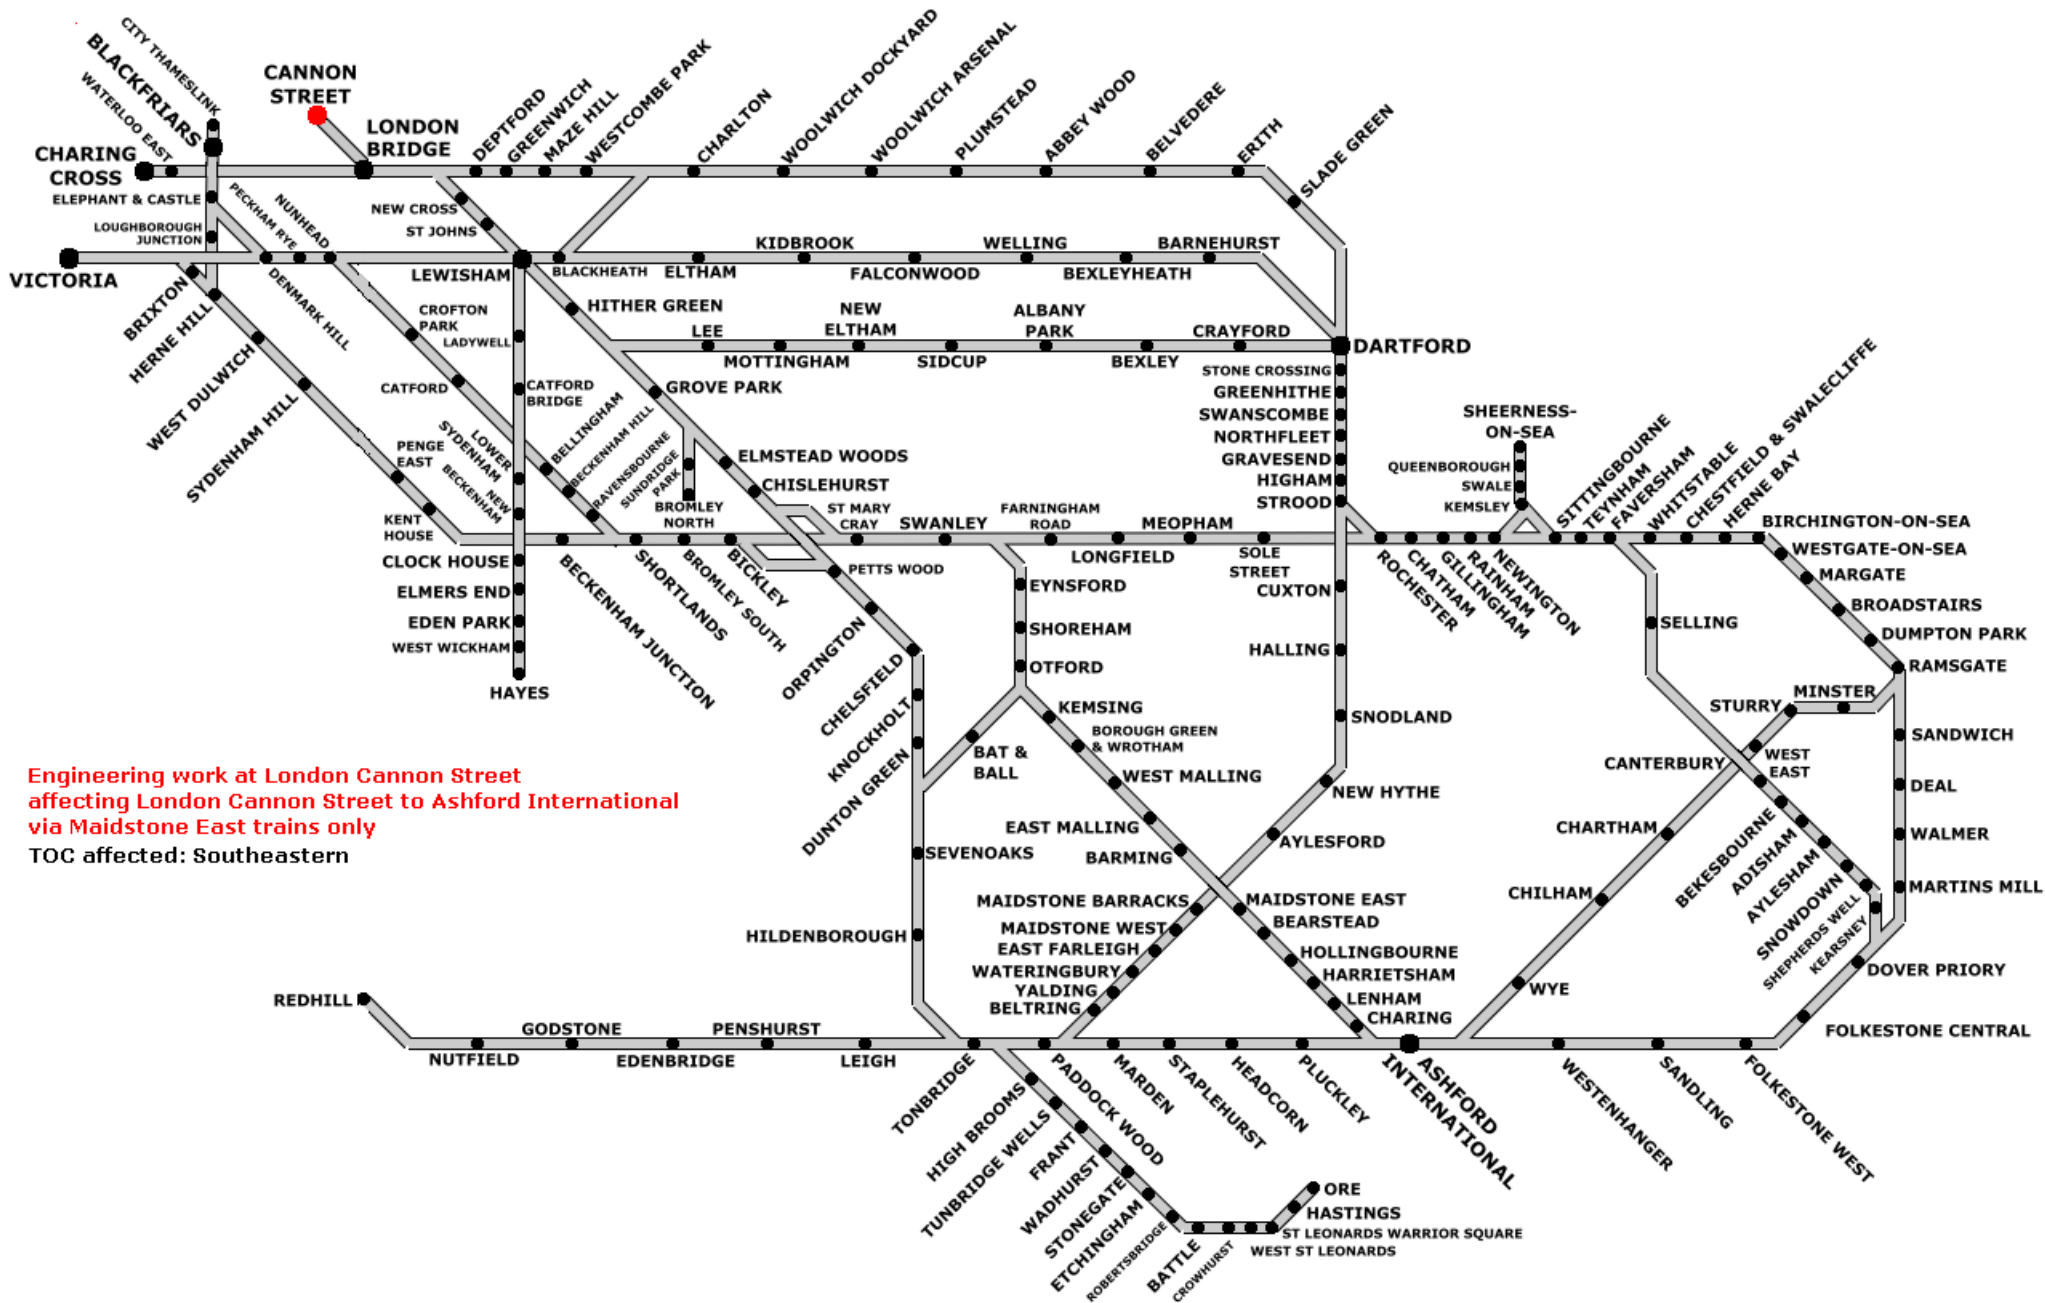 CITY THAMESLINK
BLACKFRIARS
WATERLOO EAST
CANNON
STREET
LONDON
BRIDGE
CHARING
CROSS
DEPTFORD
GREENWICH
MAZE HILL
WESTCOMBE PARK
CHARLTON
WOOLWICH DOCKYARD
WOOLWICH ARSENAL
PLUMSTEAD
ABBEY WOOD
BELVEDERE
ERITH
SLADE GREEN
ELEPHANT & CASTLE
LOUGHBOROUGH
JUNCTION
PECKHAM RYE
NUNHEAD
NEW CROSS
ST JOHNS
VICTORIA
LEWISHAM
BLACKHEATH
ELTHAM
KIDBROOK
FALCONWOOD
WELLING
BEXLEYHEATH
BARNEHURST
BRIXTON
HERNE HILL
DENMARK HILL
CROFTON
PARK
LADYWELL
HITHER GREEN
LEE
MOTTINGHAM
NEW
ELTHAM
SIDCUP
ALBANY
PARK
BEXLEY
CRAYFORD
DARTFORD
WEST DULWICH
SYDENHAM HILL
CATFORD
CATFORD
BRIDGE
GROVE PARK
STONE CROSSING
GREENHITHE
SWANSCOMBE
NORTHFLEET
GRAVESEND
HIGHAM
STROOD
PENGE
EAST
KENT
HOUSE
LOWER
SYDENHAM
NEW
BECKENHAM
BELLINGHAM
BECKENHAM HILL
RAVENSBOURNE
SUNDRIDGE
PARK
BROMLEY
NORTH
ELMSTEAD WOODS
CHISLEHURST
ST MARY
CRAY
SWANLEY
FARNINGHAM
ROAD
LONGFIELD
MEOPHAM
SOLE
STREET
SHEERNESS-
ON-SEA
QUEENBOROUGH
SWALE
KEMSLEY
SITTINGBOURNE
TEYNHAM
FAVERSHAM
WHITSTABLE
CHESTFIELD & SWALECLIFFE
HERNE BAY
BIRCHINGTON-ON-SEA
WESTGATE-ON-SEA
MARGATE
BROADSTAIRS
DUMPTON PARK
RAMSGATE
CLOCK HOUSE
ELMERS END
EDEN PARK
WEST WICKHAM
HAYES
BECKENHAM JUNCTION
SHORTLANDS
BROMLY SOUTH
BICKLEY
PETTS WOOD
ORPINGTON
CHELSFIELD
KNOCKHOLT
DUNTON GREEN
EYNSFORD
SHOREHAM
OTFORD
BAT &
BALL
KEMSING
BOROUGH GREEN
& WROTHAM
WEST MALLING
EAST MALLING
BARMING
CUXTON
HALLING
SNODLAND
NEW HYTHE
AYLESFORD
ROCHESTER
CHATHAM
GILLINGHAM
RAINHAM
NEWINGTON
SELLING
STURRY
MINSTER
CANTERBURY
WEST
EAST
SANDWICH
DEAL
WALMER
MARTINS MILL
CHARTHAM
CHILHAM
WYE
BEKESBOURNE
ADISHAM
AYLESHAM
SNOWDOWN
SHEPHERDS WELL
KEARSNEY
DOVER PRIORY
FOLKESTONE CENTRAL
Engineering work at London Cannon Street
affecting London Cannon Street to Ashford International
via Maidstone East trains only
TOC affected: Southeastern
SEVENOAKS
HILDENBOROUGH
MAIDSTONE BARRACKS
MAIDSTONE WEST
EAST FARLEIGH
WATERINGBURY
YALDING
BELTRING
MAIDSTONE EAST
BEARSTEAD
HOLLINGBOURNE
HARRIETSHAM
LENHAM
CHARING
REDHILL
NUTFIELD
GODSTONE
EDENBRIDGE
PENSHURST
LEIGH
TONBRIDGE
PADDOCK WOOD
MARDEN
STAPLEHURST
HEADCORN
PLUCKLEY
ASHFORD
INTERNATIONAL
WESTENHANGER
SANDLING
FOLKESTONE WEST
HIGH BROOMS
TUNBRIDGE WELLS
FRANT
WADHURST
STONEGATE
ETCHINGHAM
ROBERTSBRIDGE
BATTLE
CROWHURST
WEST ST LEONARDS
ST LEONARDS WARRIOR SQUARE
HASTINGS
ORE